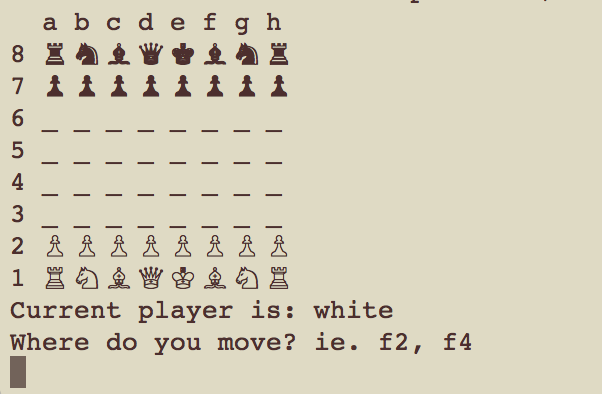 a b c d e f g h
8 ♜ ♞ ♝ ♛ ♚ ♝ ♞ ♜
7 ♟ ♟ ♟ ♟ ♟ ♟ ♟ ♟
6 _ _ _ _ _ _ _ _
5 _ _ _ _ _ _ _ _
4 _ _ _ _ _ _ _ _
3 _ _ _ _ _ _ _ _
2 ♙ ♙ ♙ ♙ ♙ ♙ ♙ ♙
1 ♖ ♘ ♗ ♕ ♔ ♗ ♘ ♖
Current player is: white
Where do you move? ie. f2, f4